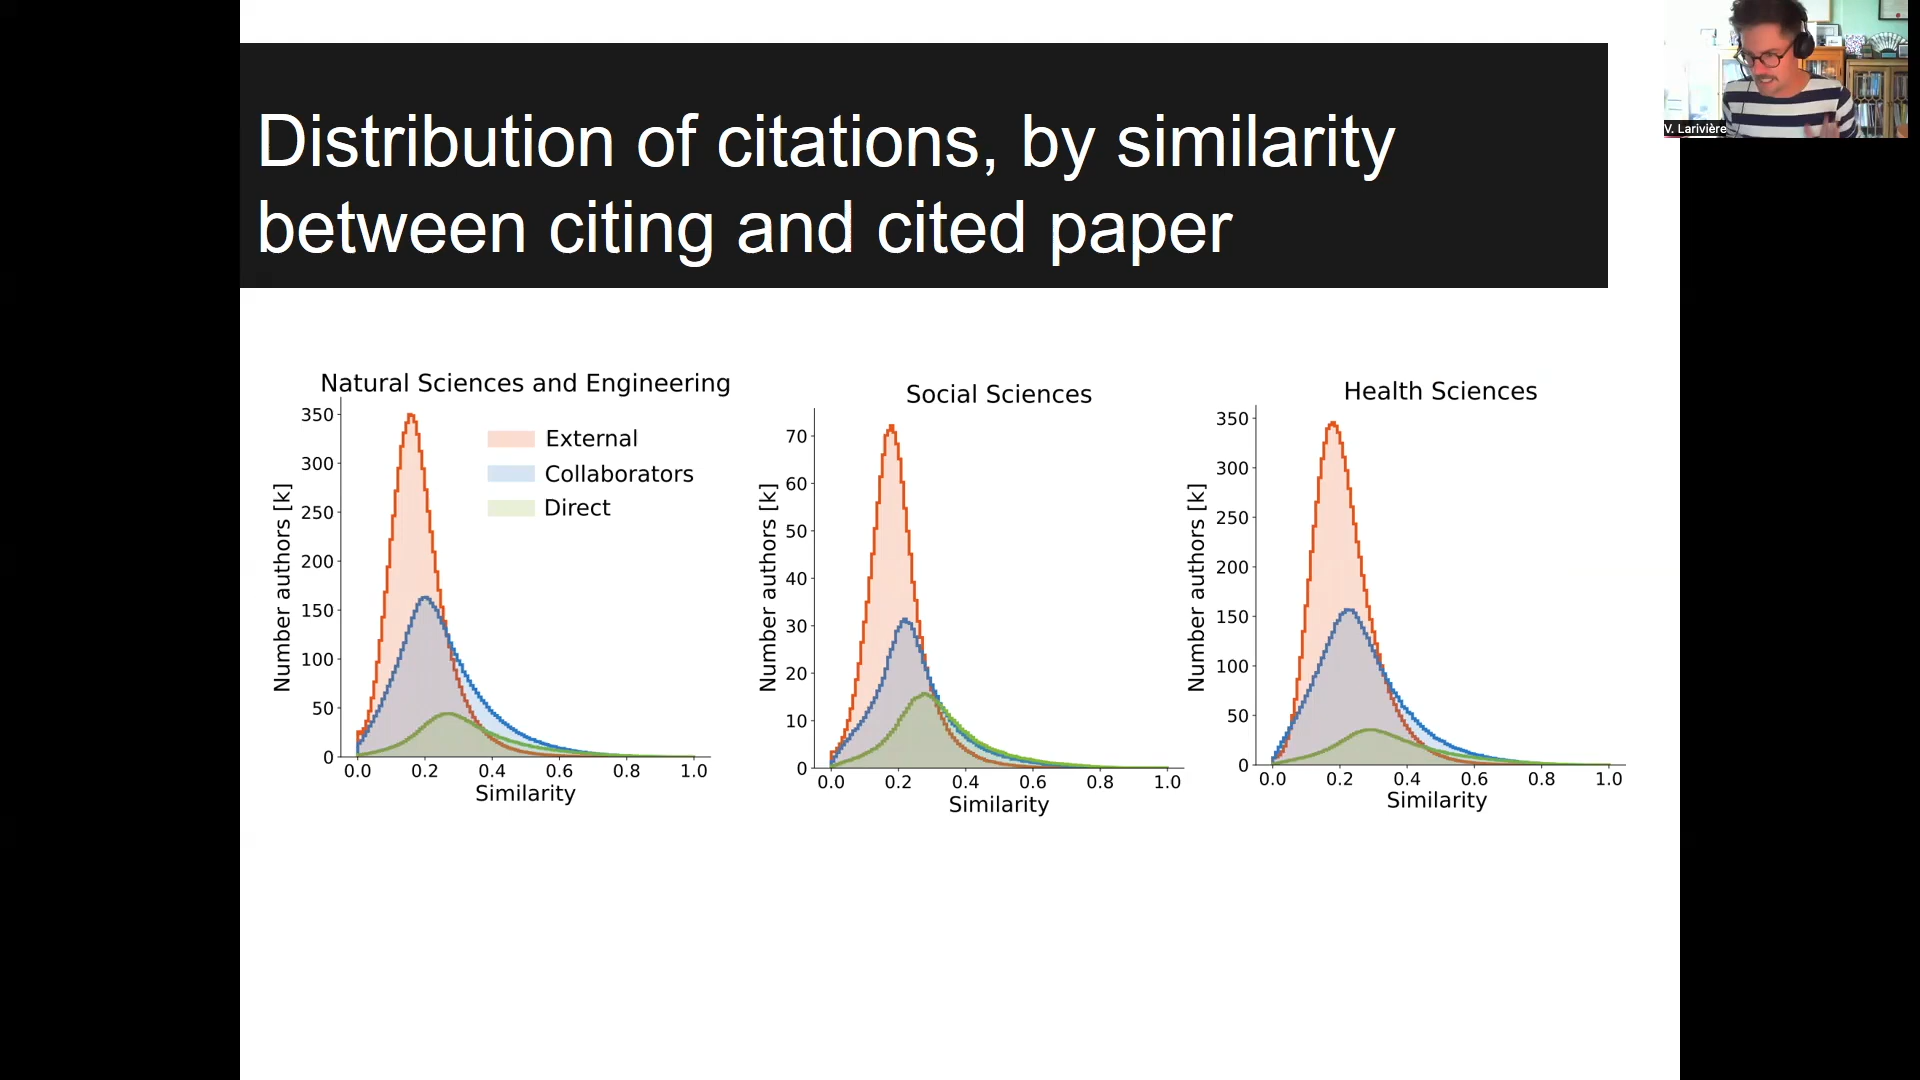 Distribution of citations, by similarity
between citing and cited paper
V. Larivière
Natural Sciences and Engineering
350
300
250
200
150
100
50
0
Number authors [k]
External
Collaborators
Direct
0.0 0.2 0.4 0.6 0.8 1.0
Similarity
Social Sciences
70
60
50
40
30
20
10
0
Number authors [k]
0.0 0.2 0.4 0.6 0.8 1.0
Similarity
Health Sciences
350
300
250
200
150
100
50
0
Number authors [k]
0.0 0.2 0.4 0.6 0.8 1.0
Similarity